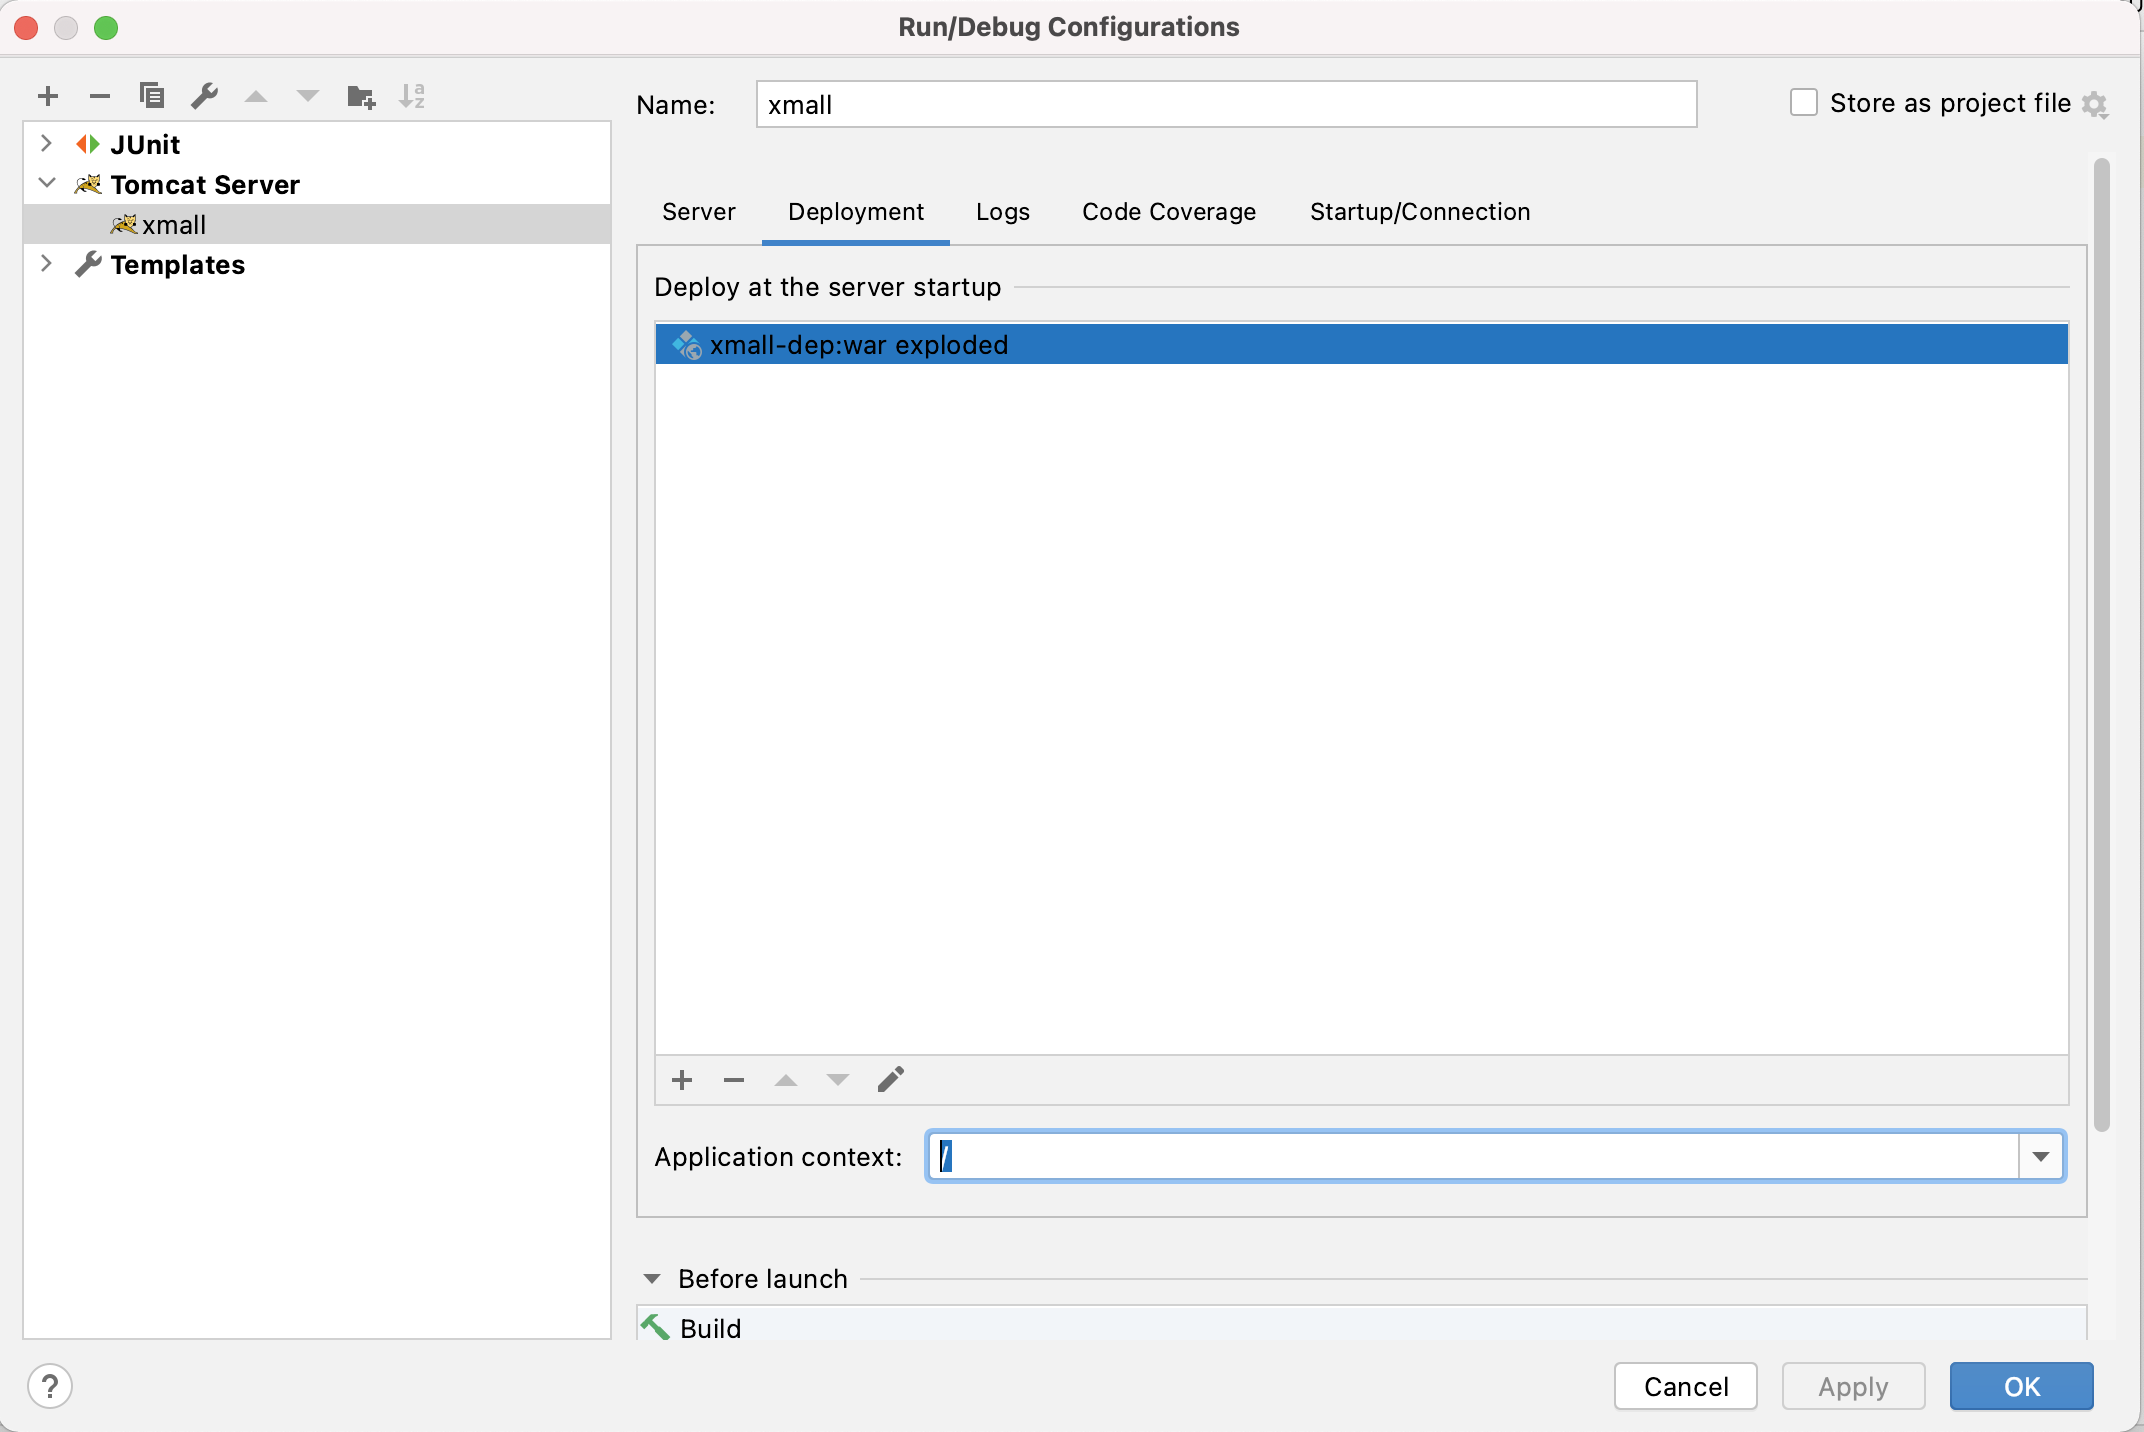 Run/Debug Configurations
Name: xmall
Store as project file
JUnit
Tomcat Server
xmall
Templates
Server Deployment Logs Code Coverage Startup/Connection
Deploy at the server startup
xmall-dep:war exploded
Application context: /
Before launch
Build
? Cancel Apply OK